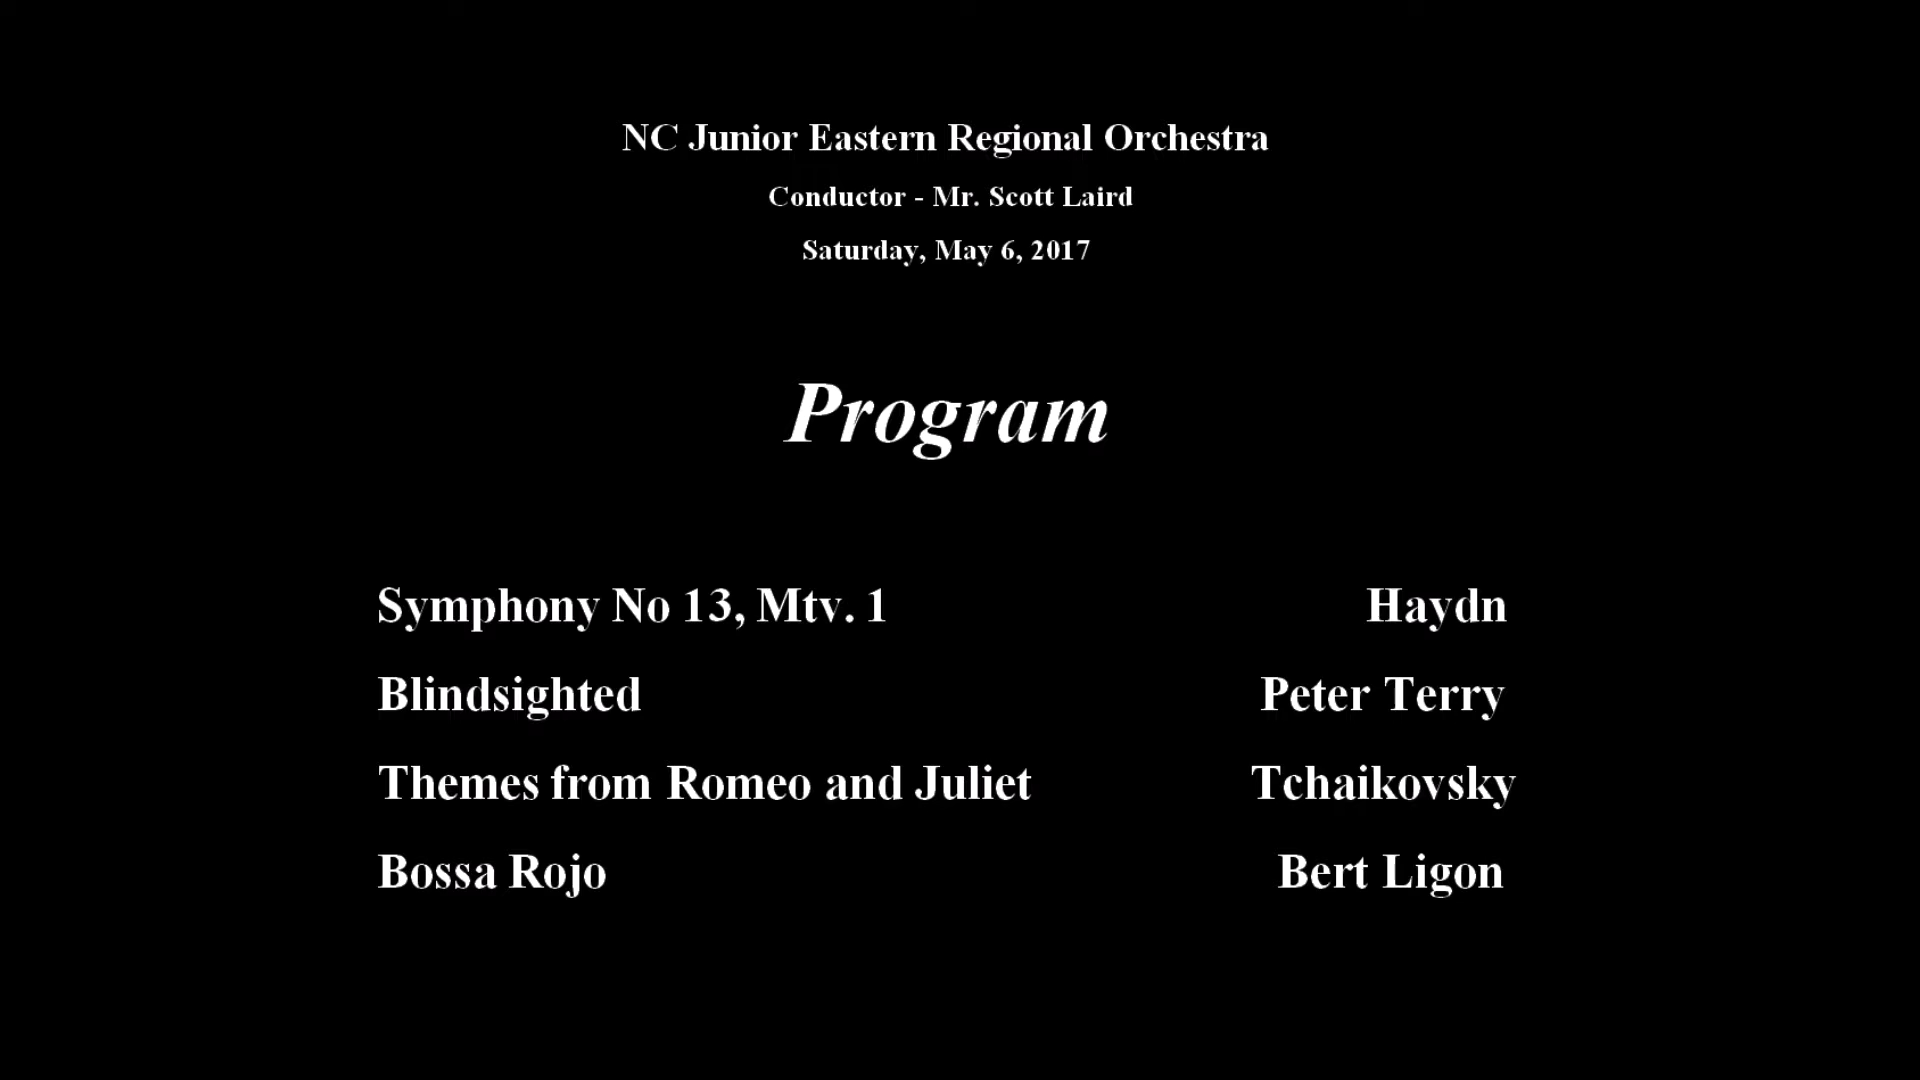 NC Junior Eastern Regional Orchestra
Conductor - Mr. Scott Laird
Saturday, May 6, 2017
Program
Symphony No 13, Mtv. 1 Haydn
Blindsighted Peter Terry
Themes from Romeo and Juliet Tchaikovsky
Bossa Rojo Bert Ligon